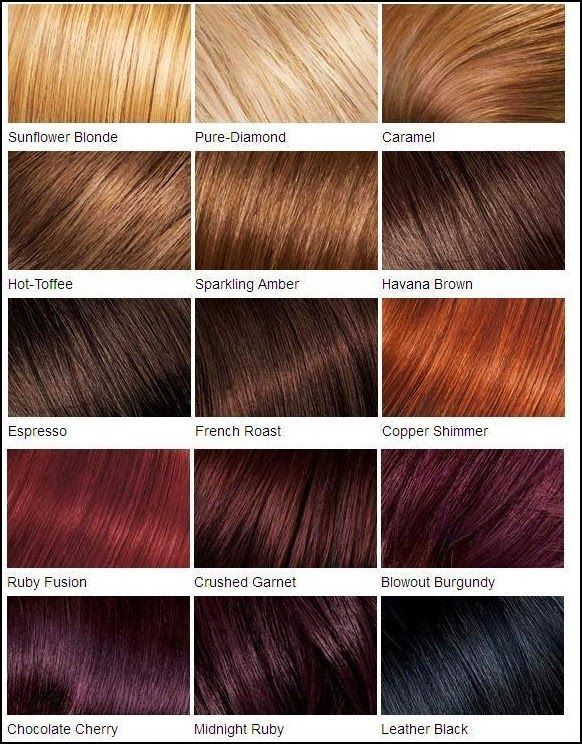 Sunflower Blonde
Pure-Diamond
Caramel
Hot-Toffee
Sparkling Amber
Havana Brown
Espresso
French Roast
Copper Shimmer
Ruby Fusion
Crushed Garnet
Blowout Burgundy
Chocolate Cherry
Midnight Ruby
Leather Black